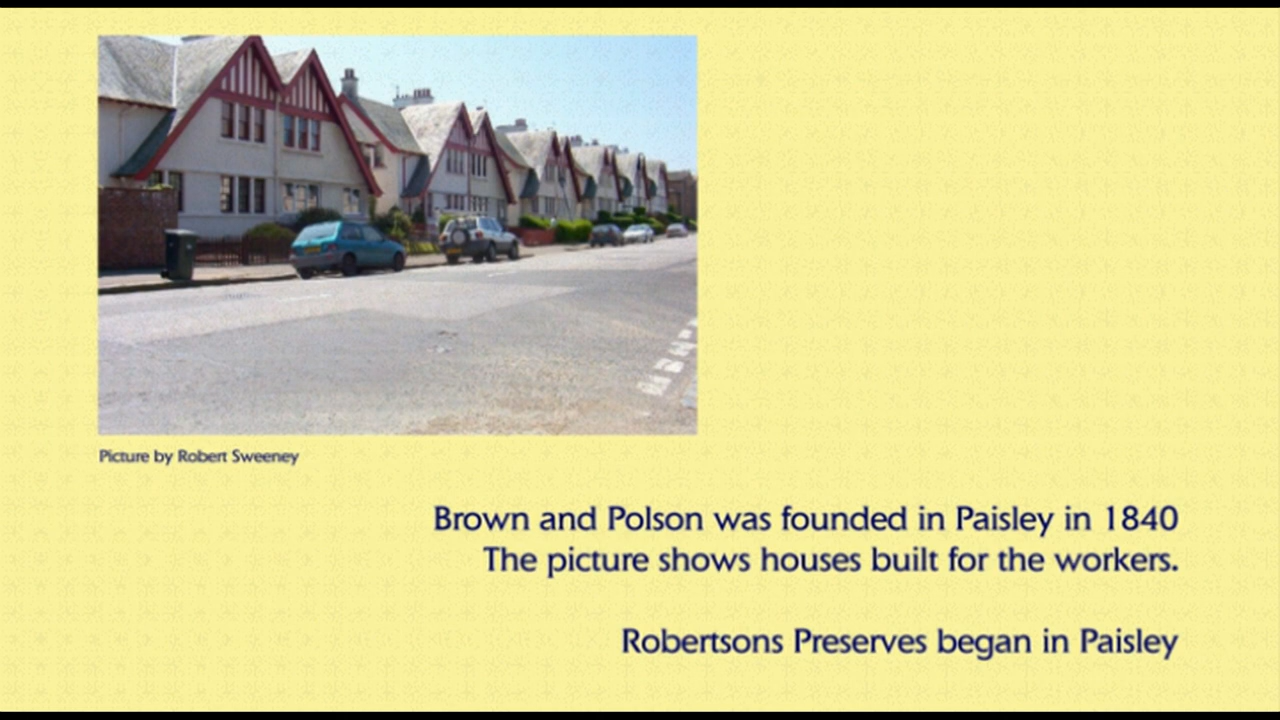 Picture by Robert Sweeney
Brown and Polson was founded in Paisley in 1840
The picture shows houses built for the workers.
Robertsons Preserves began in Paisley